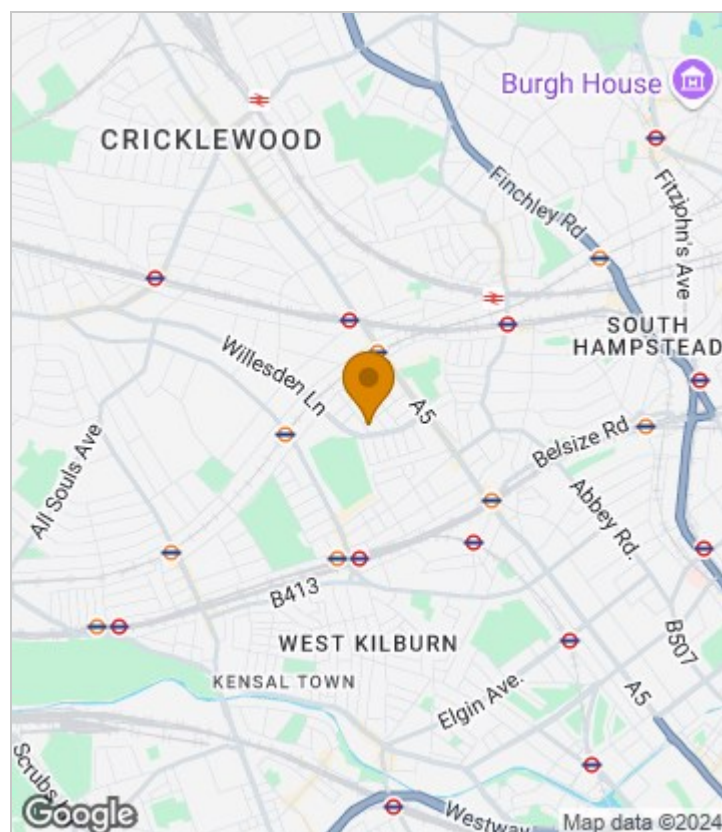 Burgh House
CRICKLEWOOD
Finchley Rd
Fitzjohn's Ave
SOUTH
HAMPSTEAD
Willesden Ln
A5
Belsize Rd
All Souls Ave
Abbey Rd.
B413
WEST KILBURN
B507
KENSAL TOWN
Elgin Ave.
A5
Scrubs
Westway
Google
Map data ©2024